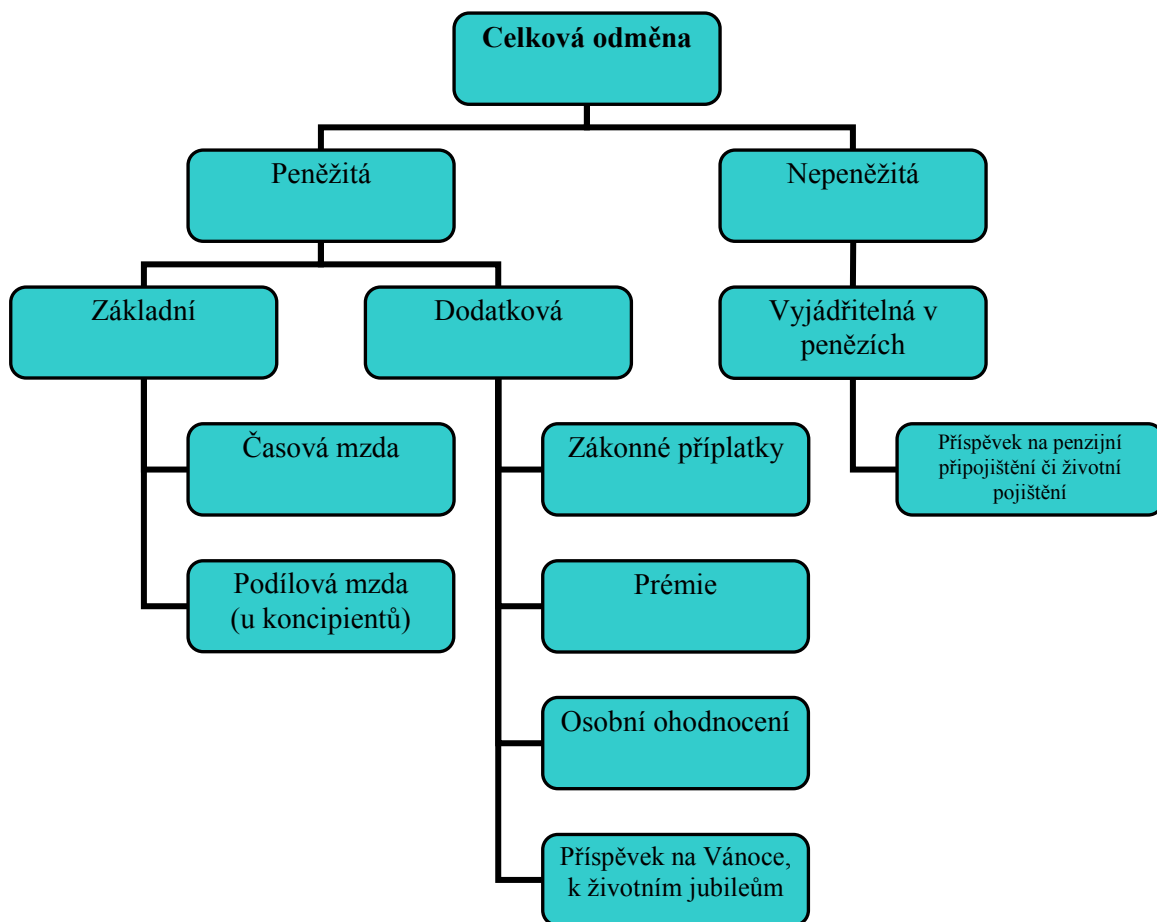 Celková odměna
Peněžitá
Nepeněžitá
Základní
Dodatková
Vyjádřitelná v
penězích
Časová mzda
Zákonné příplatky
Příspěvek na penzijní
připojištění či životní
pojištění
Podílová mzda
(u koncipientů)
Prémie
Osobní ohodnocení
Příspěvek na Vánoce,
k životním jubileům